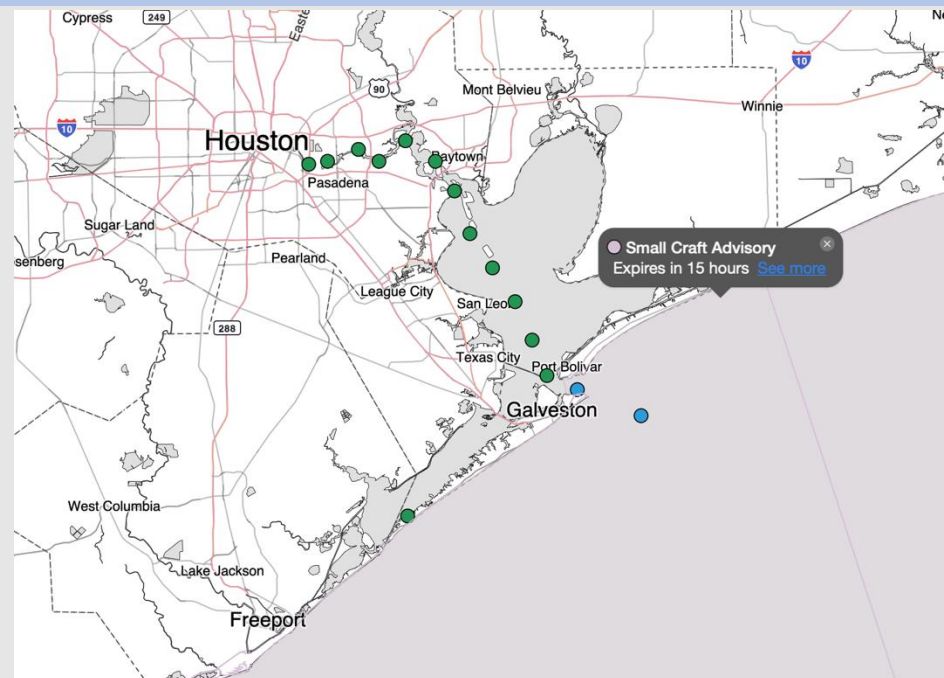 Cypress
249
Easte
Ne
10
90
Mont Belvieu
Winnie
10
Houston
Baytown
Pasadena
Sugar Land
Small Craft Advisory
Expires in 15 hours See more
osenberg
Pearland
League City
San Leon
288
Texas City
Port Bolivar
Galveston
West Columbia
Lake Jackson
Freeport